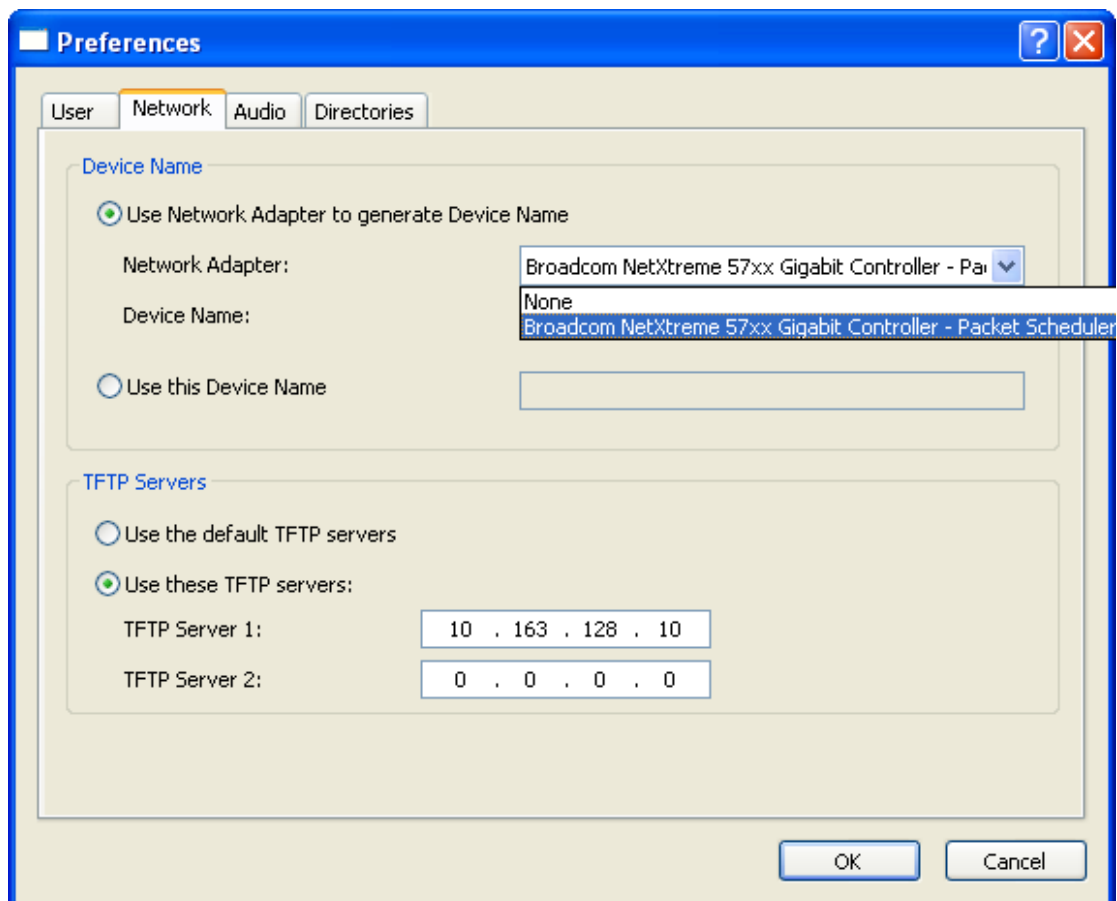 Preferences
User Network Audio Directories
Device Name
Use Network Adapter to generate Device Name
Network Adapter: Broadcom NetXtreme 57xx Gigabit Controller - Pa
None
Device Name:
Broadcom NetXtreme 57xx Gigabit Controller - Packet Scheduler
Use this Device Name
TFTP Servers
Use the default TFTP servers
Use these TFTP servers:
TFTP Server 1: 10 . 163 . 128 . 10
TFTP Server 2: 0 . 0 . 0 . 0
OK Cancel